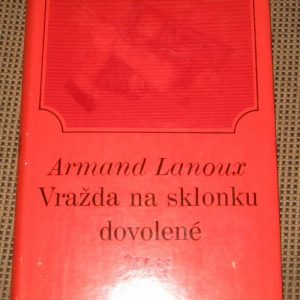 Armand Lanoux
Vražda na sklonku
dovolené